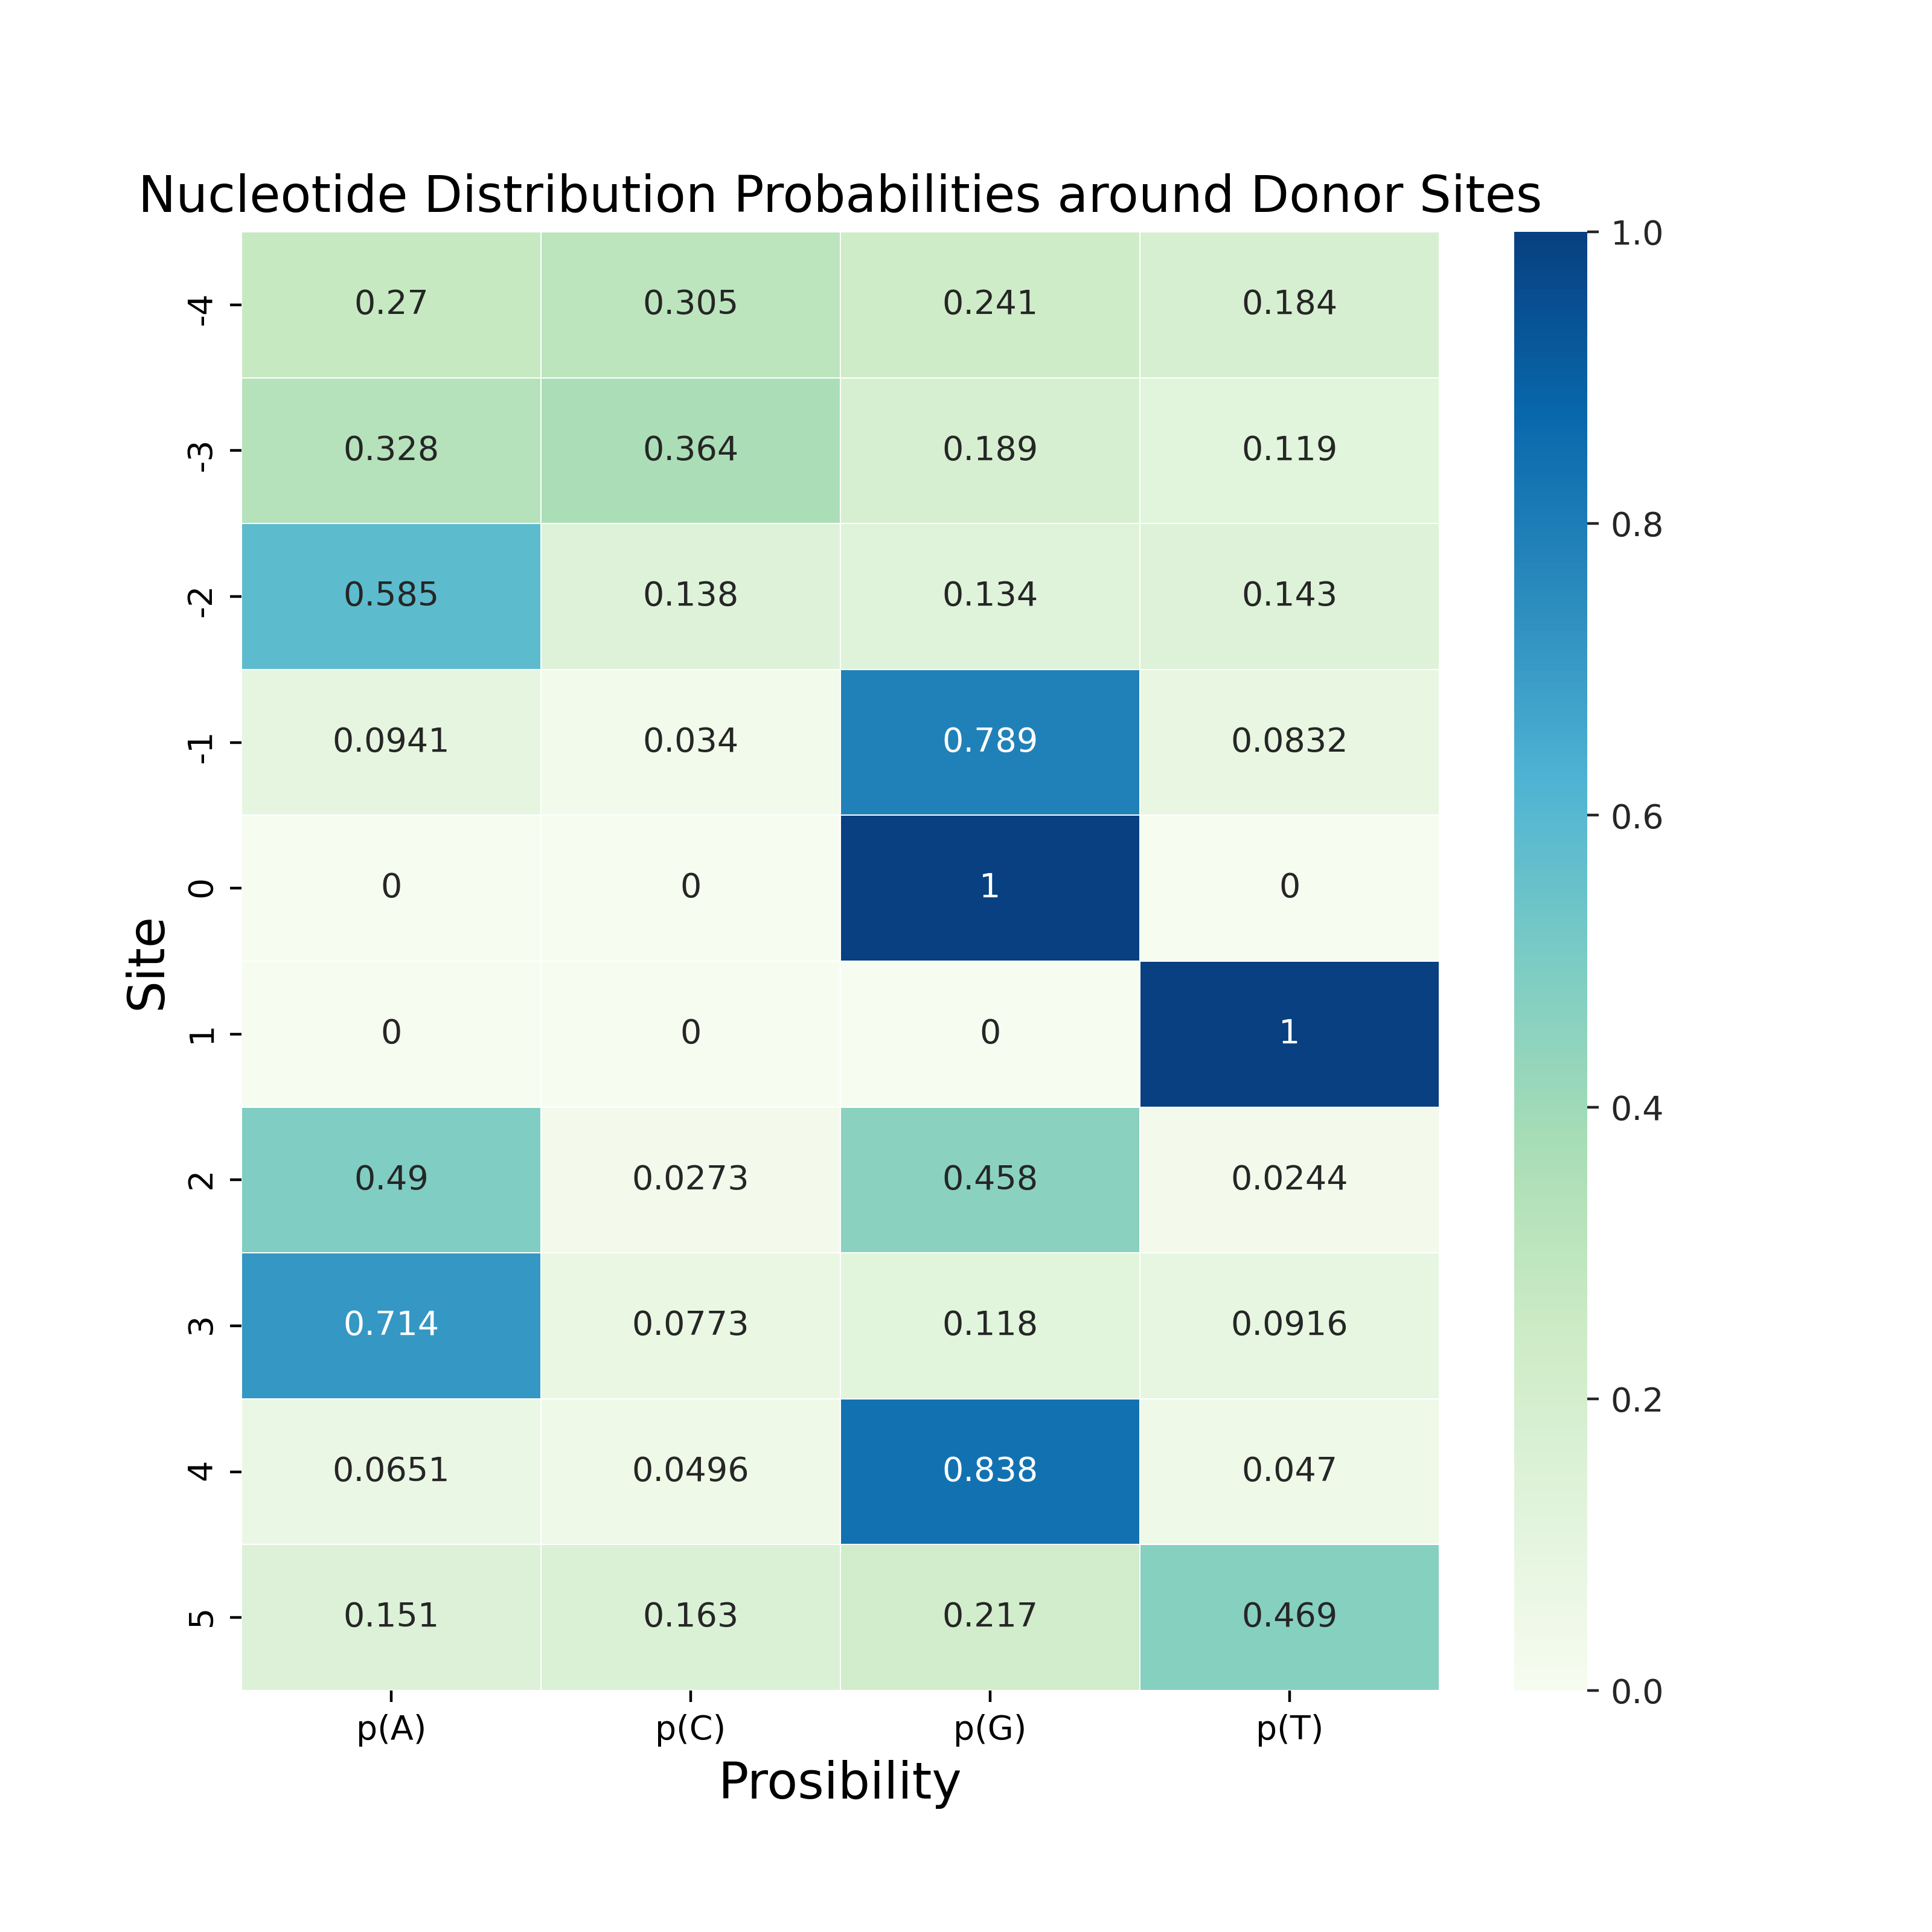 Nucleotide Distribution Probabilities around Donor Sites
-4 0.27 0.305 0.241 0.184
-3 0.328 0.364 0.189 0.119
-2 0.585 0.138 0.134 0.143
-1 0.0941 0.034 0.789 0.0832
0 0 0 1 0
1 0 0 0 1
2 0.49 0.0273 0.458 0.0244
3 0.714 0.0773 0.118 0.0916
4 0.0651 0.0496 0.838 0.047
5 0.151 0.163 0.217 0.469
p(A) p(C) p(G) p(T)
Prosibility
Site
1.0
0.8
0.6
0.4
0.2
0.0